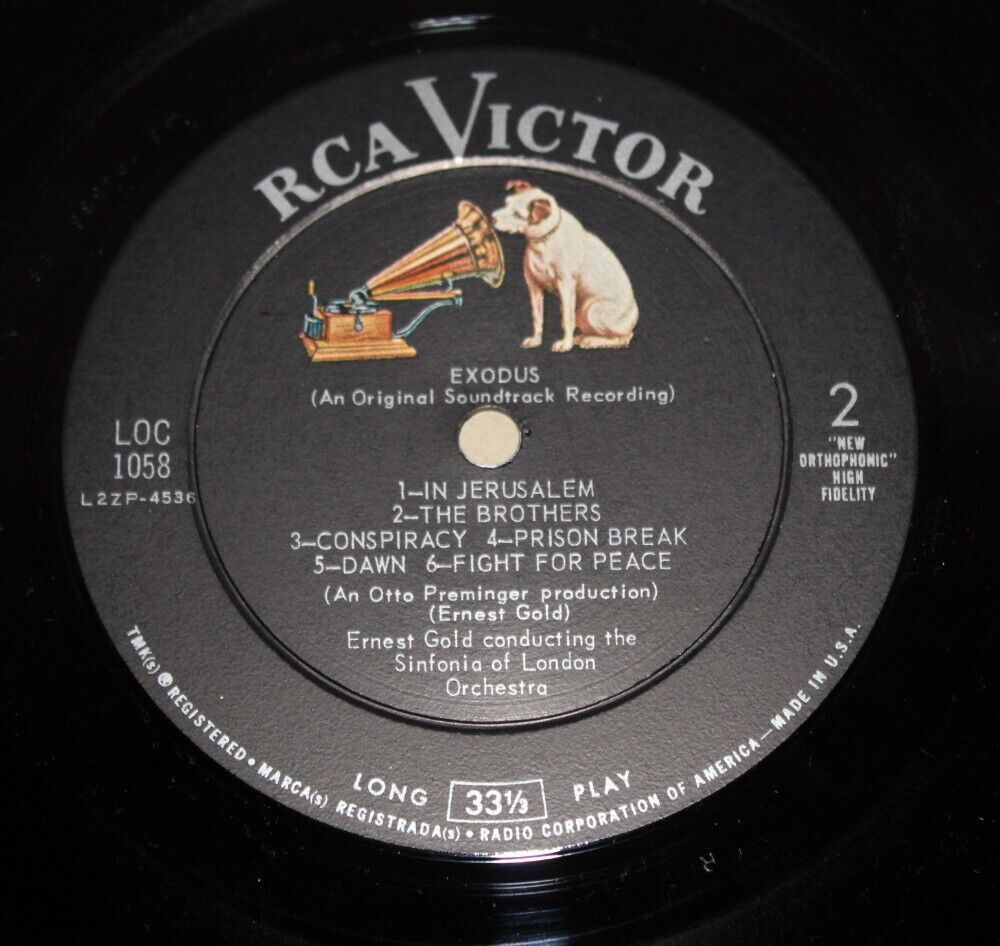 RCA VICTOR
EXODUS
(An Original Soundtrack Recording)
LOC
1058
L2ZP-4536
2
"NEW
ORTHOPHONIC"
HIGH
FIDELITY
1—IN JERUSALEM
2—THE BROTHERS
3—CONSPIRACY 4—PRISON BREAK
5—DAWN 6—FIGHT FOR PEACE
(An Otto Preminger production)
(Ernest Gold)
Ernest Gold conducting the
Sinfonia of London
Orchestra
LONG 33⅓ PLAY
TMK(s) ® REGISTERED • MARCA(s) REGISTRADA(s) • RADIO CORPORATION OF AMERICA—MADE IN U.S.A.
R